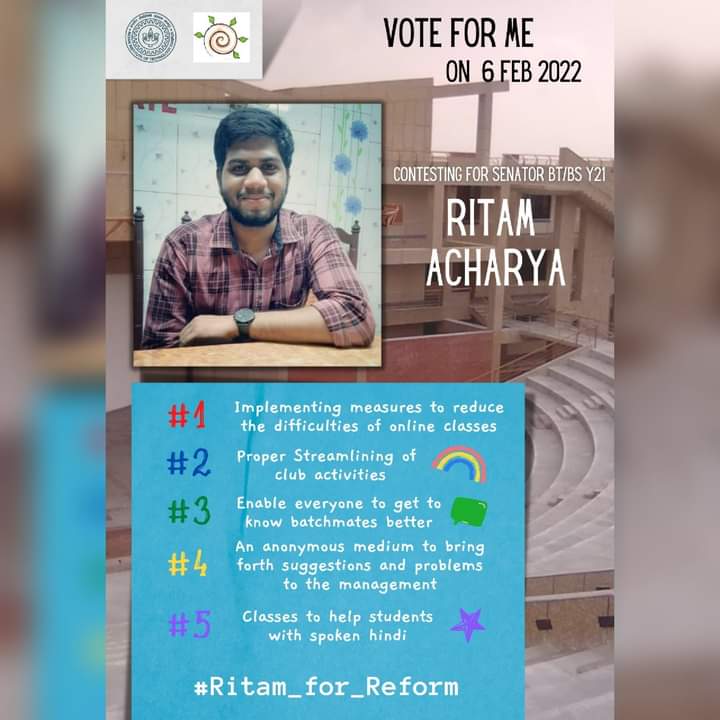 VOTE FOR ME
ON 6 FEB 2022
CONTESTING FOR SENATOR BT/BS Y21
RITAM
ACHARYA
#1 Implementing measures to reduce
the difficulties of online classes
#2 Proper Streamlining of
club activities
#3 Enable everyone to get to
know batchmates better
#4 An anonymous medium to bring
forth suggestions and problems
to the management
#5 Classes to help students
with spoken hindi
#Ritam_for_Reform